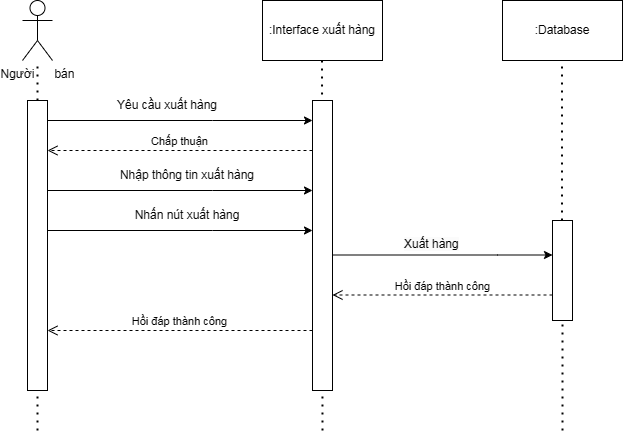 :Interface xuất hàng
:Database
Người bán
Yêu cầu xuất hàng
Chấp thuận
Nhập thông tin xuất hàng
Nhấn nút xuất hàng
Xuất hàng
Hồi đáp thành công
Hồi đáp thành công